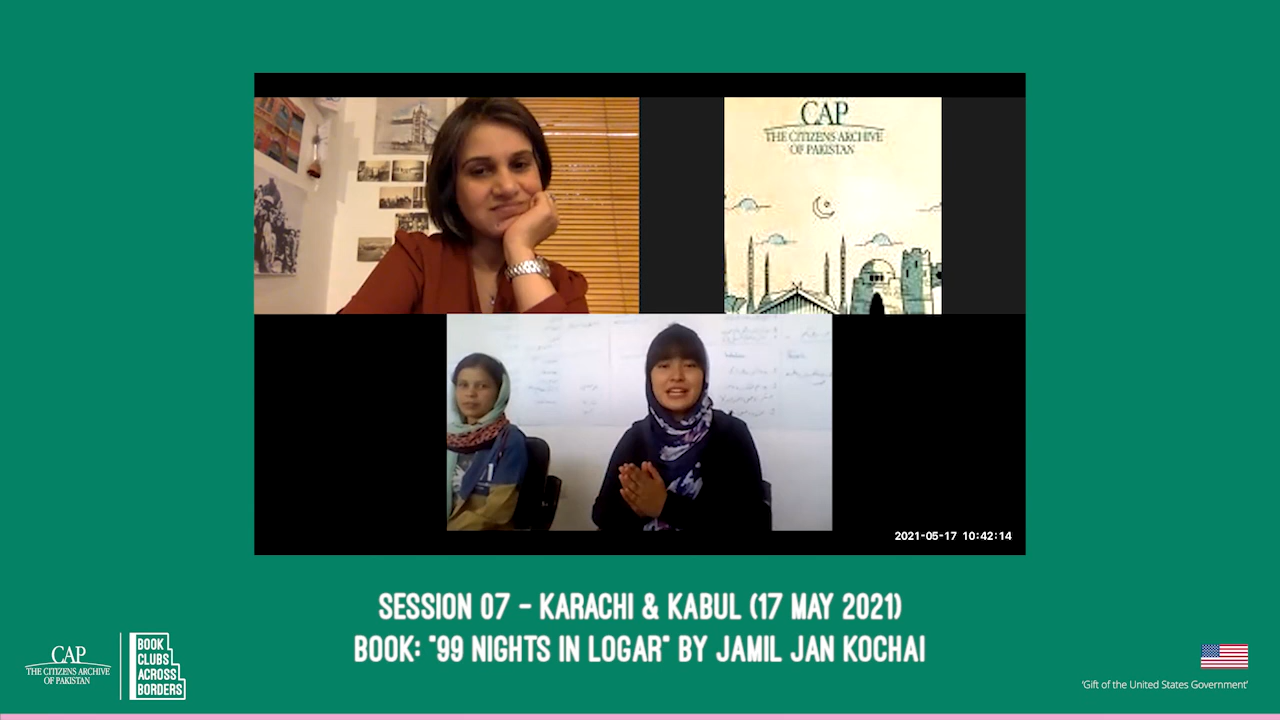 CAP
THE CITIZENS ARCHIVE
OF PAKISTAN
2021-05-17 10:42:14
SESSION 07 - KARACHI & KABUL (17 MAY 2021)
BOOK: "99 NIGHTS IN LOGAR" BY JAMIL JAN KOCHAI
CAP
THE CITIZENS ARCHIVE
OF PAKISTAN
BOOK
CLUBS
ACROSS
BORDERS
'Gift of the United States Government'